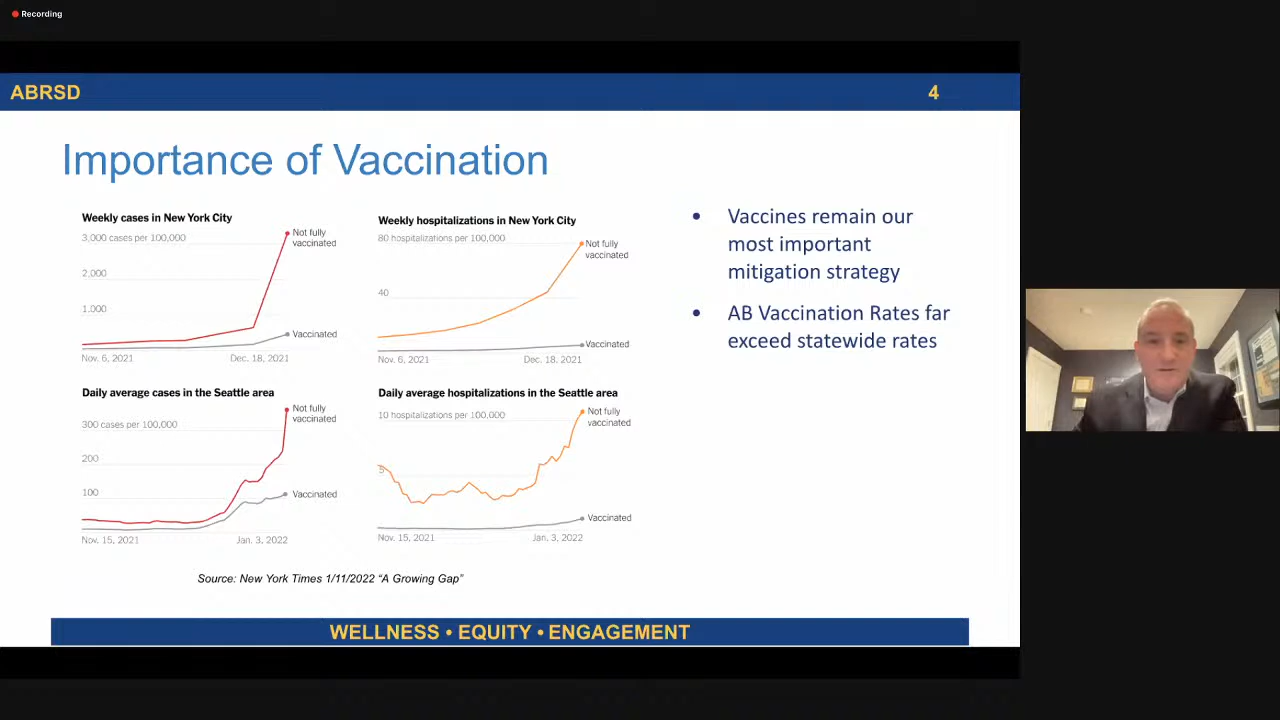 Recording
ABRSD
4
Importance of Vaccination
Weekly cases in New York City
3,000 cases per 100,000
2,000
1,000
Not fully
vaccinated
Vaccinated
Nov. 6, 2021
Dec. 18, 2021
Weekly hospitalizations in New York City
80 hospitalizations per 100,000
40
Not fully
vaccinated
Vaccinated
Nov. 6, 2021
Dec. 18, 2021
Daily average cases in the Seattle area
300 cases per 100,000
200
100
Not fully
vaccinated
Vaccinated
Nov. 15, 2021
Jan. 3, 2022
Daily average hospitalizations in the Seattle area
10 hospitalizations per 100,000
5
Not fully
vaccinated
Vaccinated
Nov. 15, 2021
Jan. 3, 2022
Source: New York Times 1/11/2022 “A Growing Gap”
• Vaccines remain our
most important
mitigation strategy
• AB Vaccination Rates far
exceed statewide rates
WELLNESS • EQUITY • ENGAGEMENT